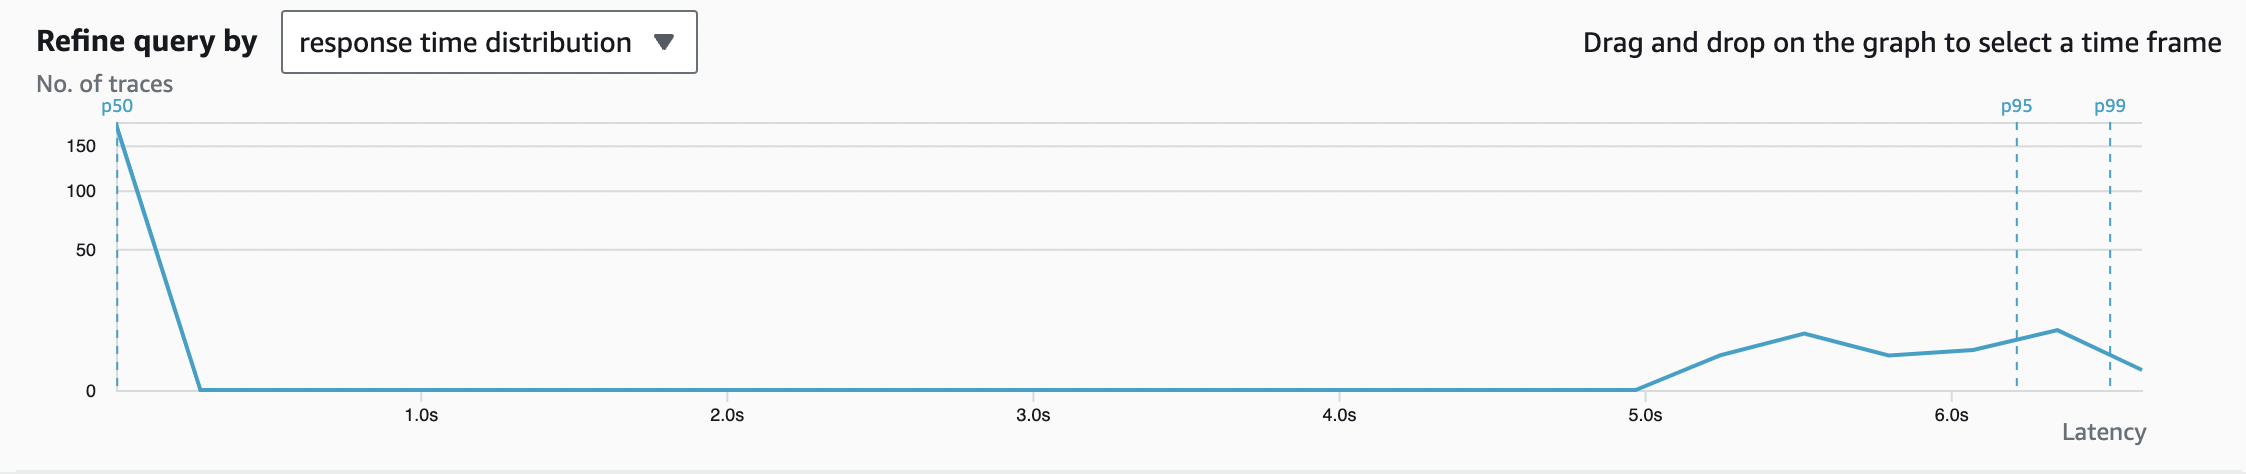 Refine query by
response time distribution
Drag and drop on the graph to select a time frame
No. of traces
p50
p95
p99
150
100
50
0
1.0s
2.0s
3.0s
4.0s
5.0s
6.0s
Latency